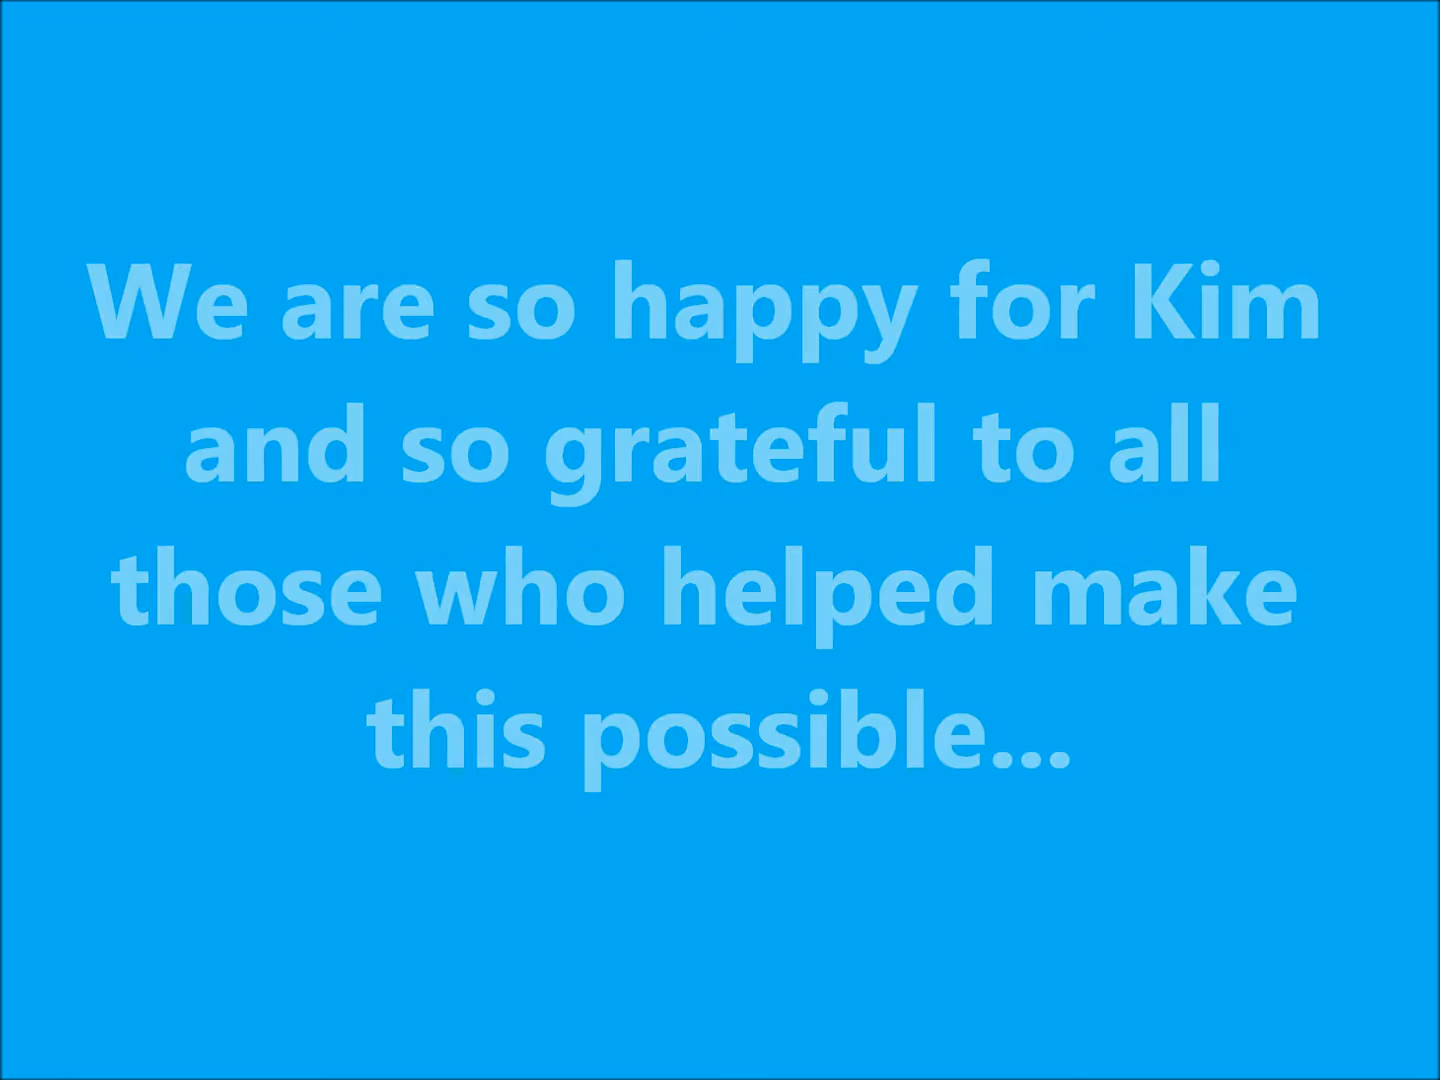 We are so happy for Kim
and so grateful to all
those who helped make
this possible...